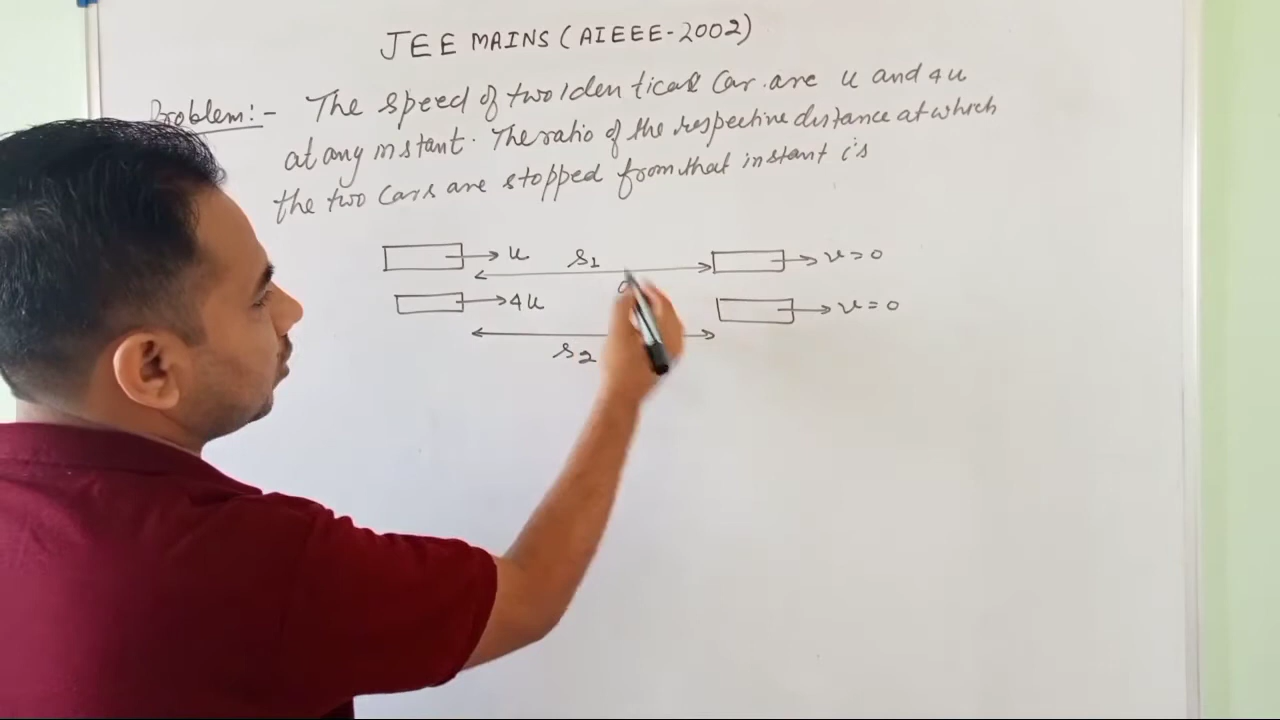 JEE MAINS (AIEEE-2002)
Problem:- The speed of two identical Car are u and 4u
at any instant. The ratio of the respective distance at which
the two cars are stopped from that instant is
u s1 v=0
4u v=0
s2